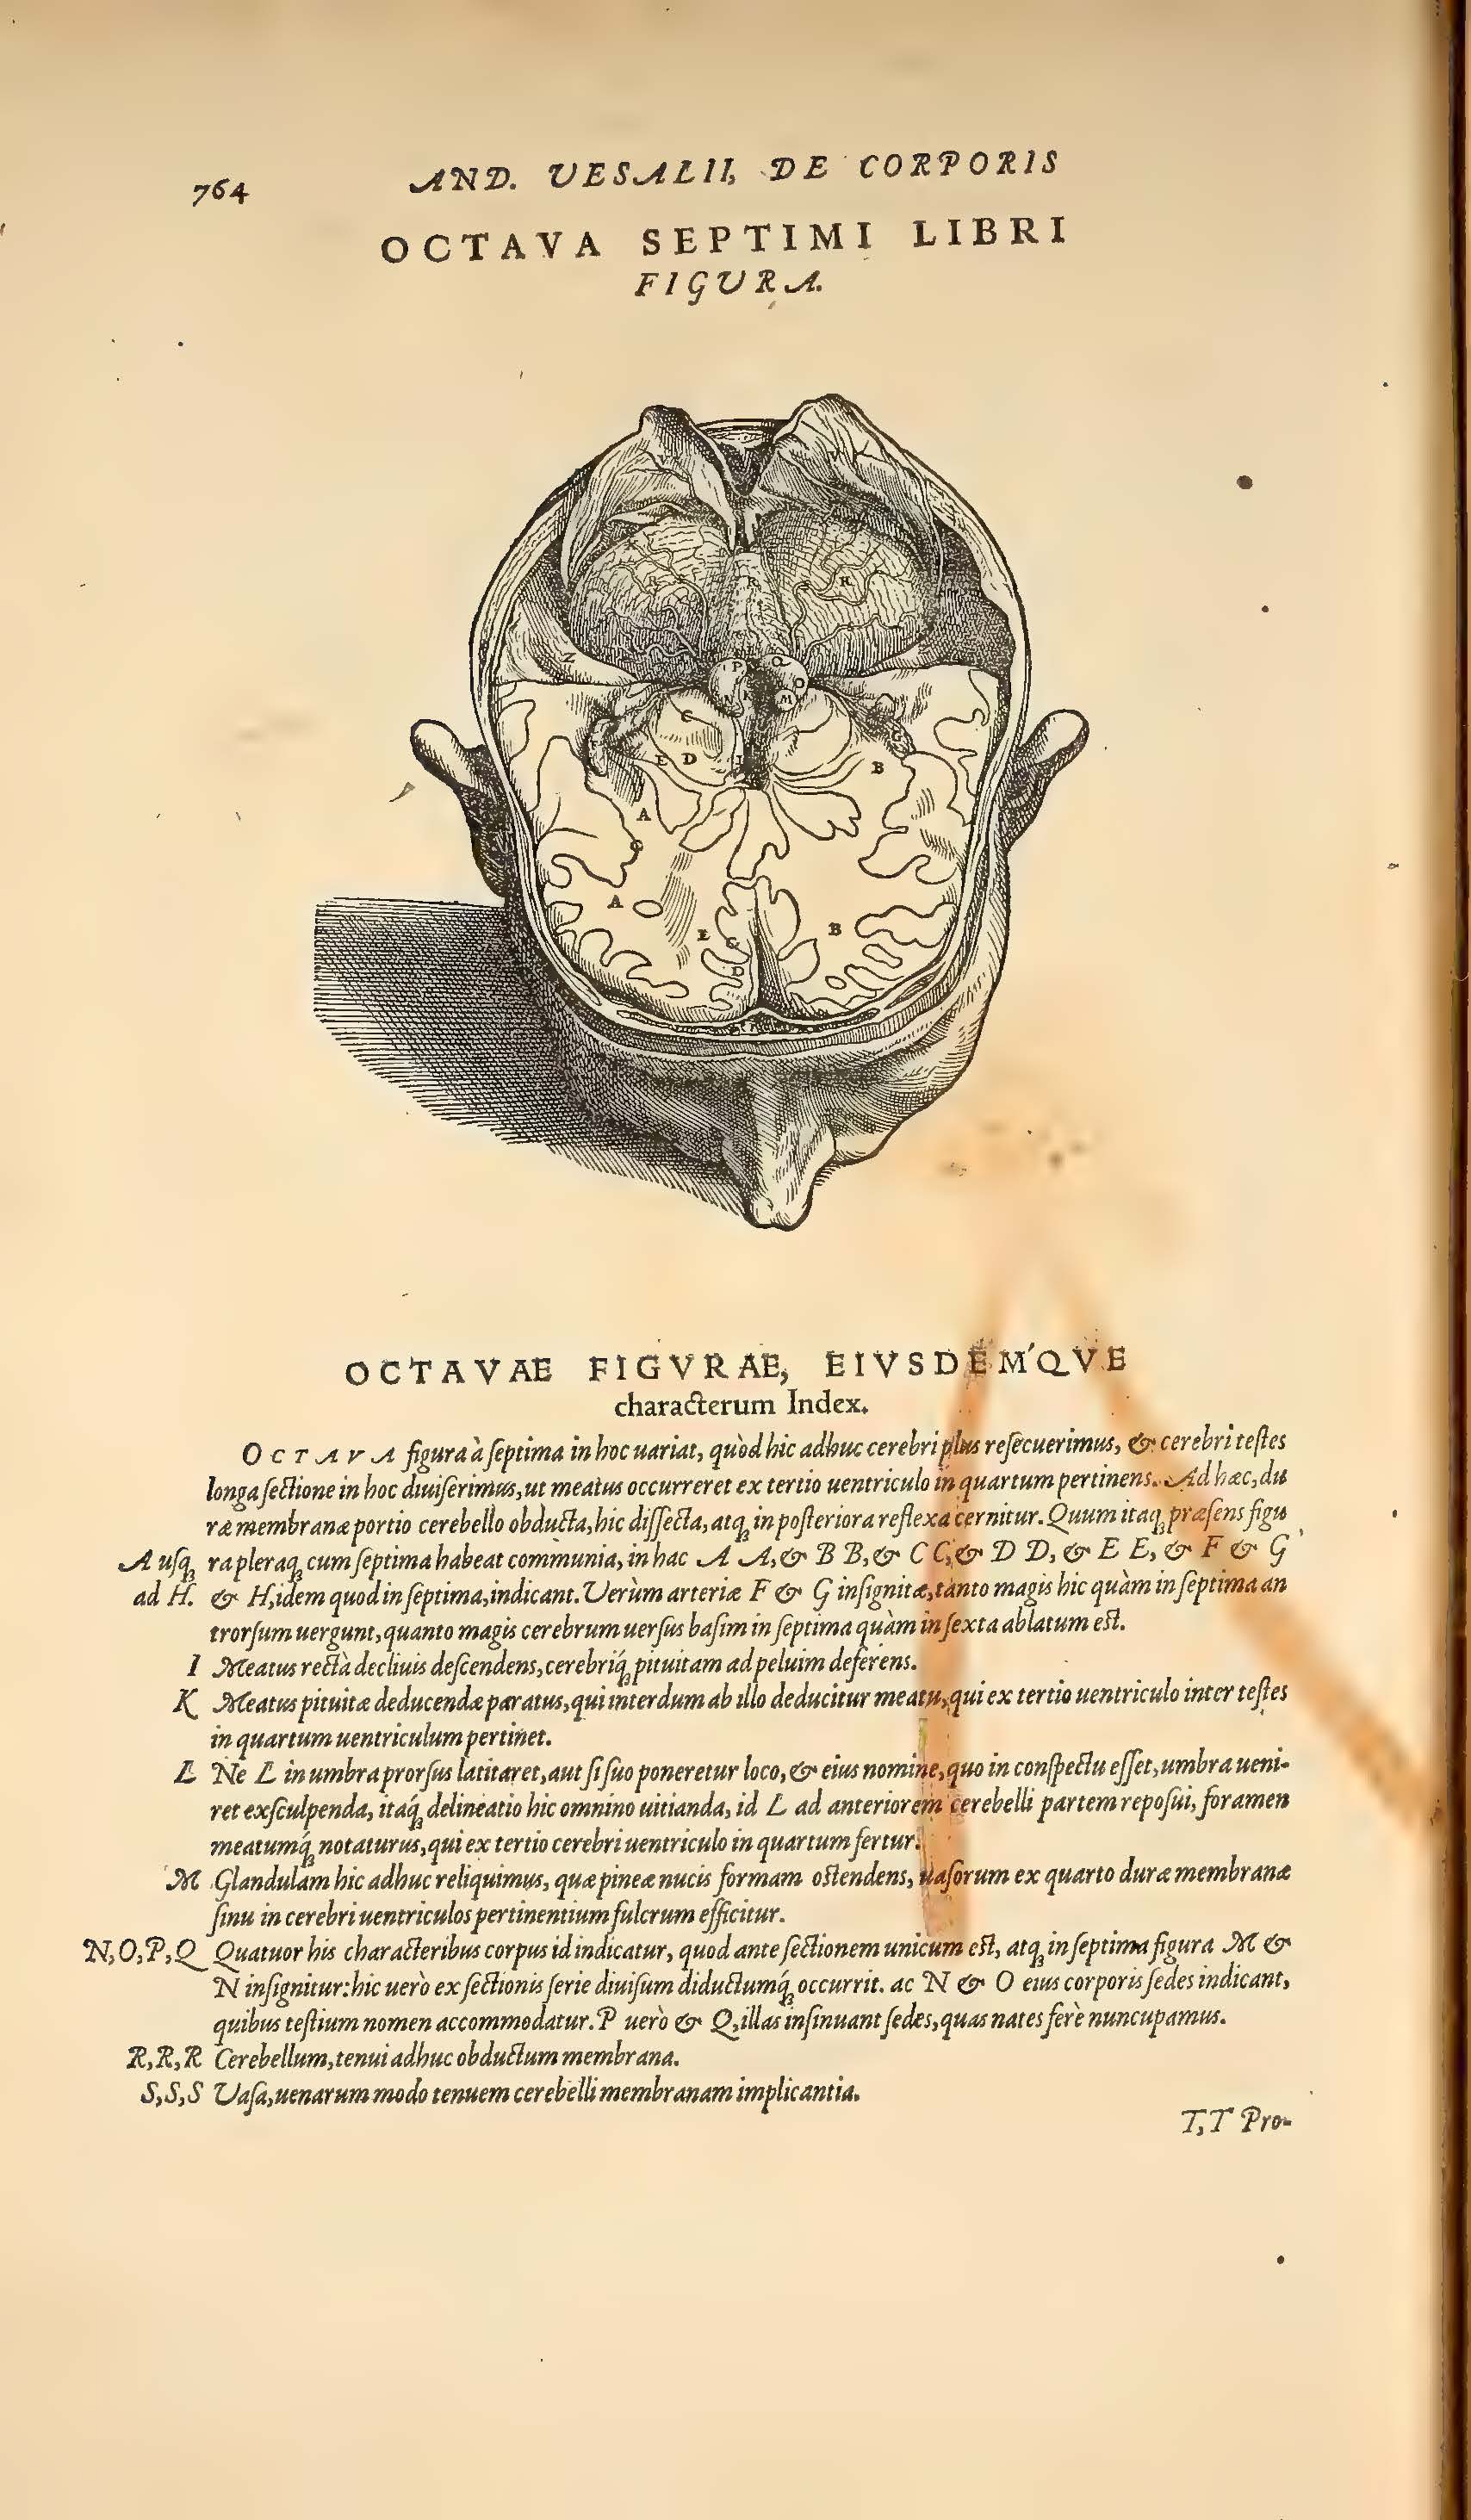 764
AND. VESALII, DE CORPORIS
OCTAVA SEPTIMI LIBRI
FIGURA.
R
R
R
Z
P
Q
O
N
K
M
C
G
E
D
I
B
A
C
A
B
E
C
D
OCTAVAE FIGVRAE, EIVSDEM'QVE
characterum Index.
OCTAVA figura à ſeptima in hoc uariat, quòd hic adhuc cerebri plus reſecuerimus, & cerebri teſtes
longa ſectione in hoc diuiſerimus, ut meatus occurreret ex tertio uentriculo in quartum pertinens. Ad hæc, du
ræ membranæ portio cerebello obducta, hic diſſecta, atq; in poſteriora reflexa cernitur. Quum itaq; præſens figu
A uſq; ra pleraq; cum ſeptima habeat communia, in hac A A, & B B, & C C, & D D, & E E, & F & G
ad H. & H, idem quod in ſeptima, indicant. Verùm arteriæ F & G inſignitæ, tanto magis hic quàm in ſeptima an
trorſum uergunt, quanto magis cerebrum uerſus baſim in ſeptima quàm in ſexta ablatum eſt.
I Meatus rectà decliuis deſcendens, cerebriq́; pituitam ad peluim deferens.
K Meatus pituitæ deducendæ paratus, qui interdum ab illo deducitur meatu, qui ex tertio uentriculo inter teſtes
in quartum uentriculum pertinet.
L Ne L in umbra prorſus latitaret, aut ſi ſuo poneretur loco, & eius nomine, quo in conſpectu eſſet, umbra ueni-
ret exſculpenda, itaq́; delineatio hic omnino uitianda, id L ad anteriorem cerebelli partem repoſui, foramen
meatumq́; notaturus, qui ex tertio cerebri uentriculo in quartum fertur.
M Glandulam hic adhuc reliquimus, quæ pineæ nucis formam oſtendens, uaſorum ex quarto duræ membranæ
ſinu in cerebri uentriculos pertinentium fulcrum efficitur.
N, O, P, Q Quatuor his characteribus corpus id indicatur, quod ante ſectionem unicum eſt, atq; in ſeptima figura M &
N inſignitur: hic uerò ex ſectionis ſerie diuiſum diductumq́; occurrit. ac N & O eius corporis ſedes indicant,
quibus teſtium nomen accommodatur. P uerò & Q, illas inſinuant ſedes, quas nates ferè nuncupamus.
R, R, R Cerebellum, tenui adhuc obductum membrana.
S, S, S Vaſa, uenarum modo tenuem cerebelli membranam implicantia.
T, T Pro-